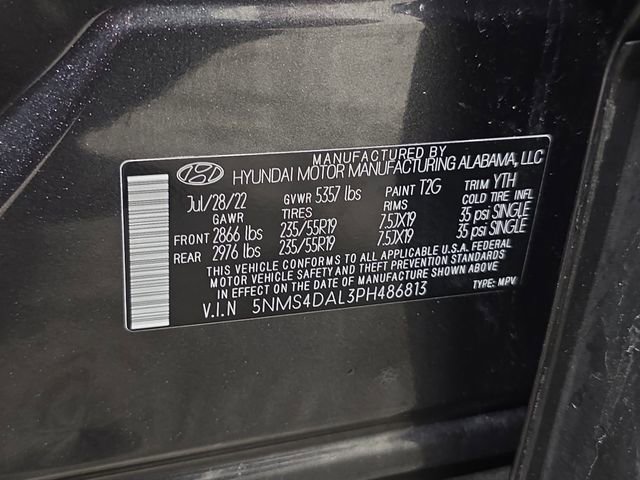 MANUFACTURED BY
HYUNDAI MOTOR MANUFACTURING ALABAMA, LLC
Jul/28/22 GVWR 5357 lbs PAINT T2G TRIM YTH
GAWR TIRES RIMS COLD TIRE INFL
FRONT 2866 lbs 235/55R19 7.5JX19 35 psi SINGLE
REAR 2976 lbs 235/55R19 7.5JX19 35 psi SINGLE
THIS VEHICLE CONFORMS TO ALL APPLICABLE U.S.A. FEDERAL
MOTOR VEHICLE SAFETY AND THEFT PREVENTION STANDARDS
IN EFFECT ON THE DATE OF MANUFACTURE SHOWN ABOVE
V.I.N 5NMS4DAL3PH486813 TYPE: MPV